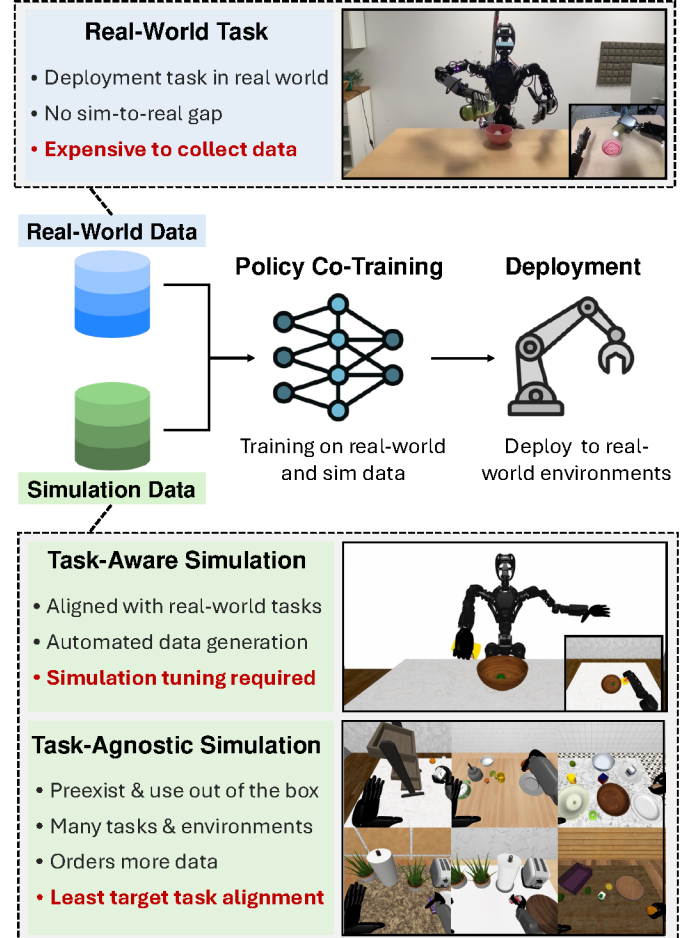 Real-World Task
• Deployment task in real world
• No sim-to-real gap
• Expensive to collect data
Real-World Data
Policy Co-Training
Deployment
Training on real-world
and sim data
Deploy to real-
world environments
Simulation Data
Task-Aware Simulation
• Aligned with real-world tasks
• Automated data generation
• Simulation tuning required
Task-Agnostic Simulation
• Preexist & use out of the box
• Many tasks & environments
• Orders more data
• Least target task alignment